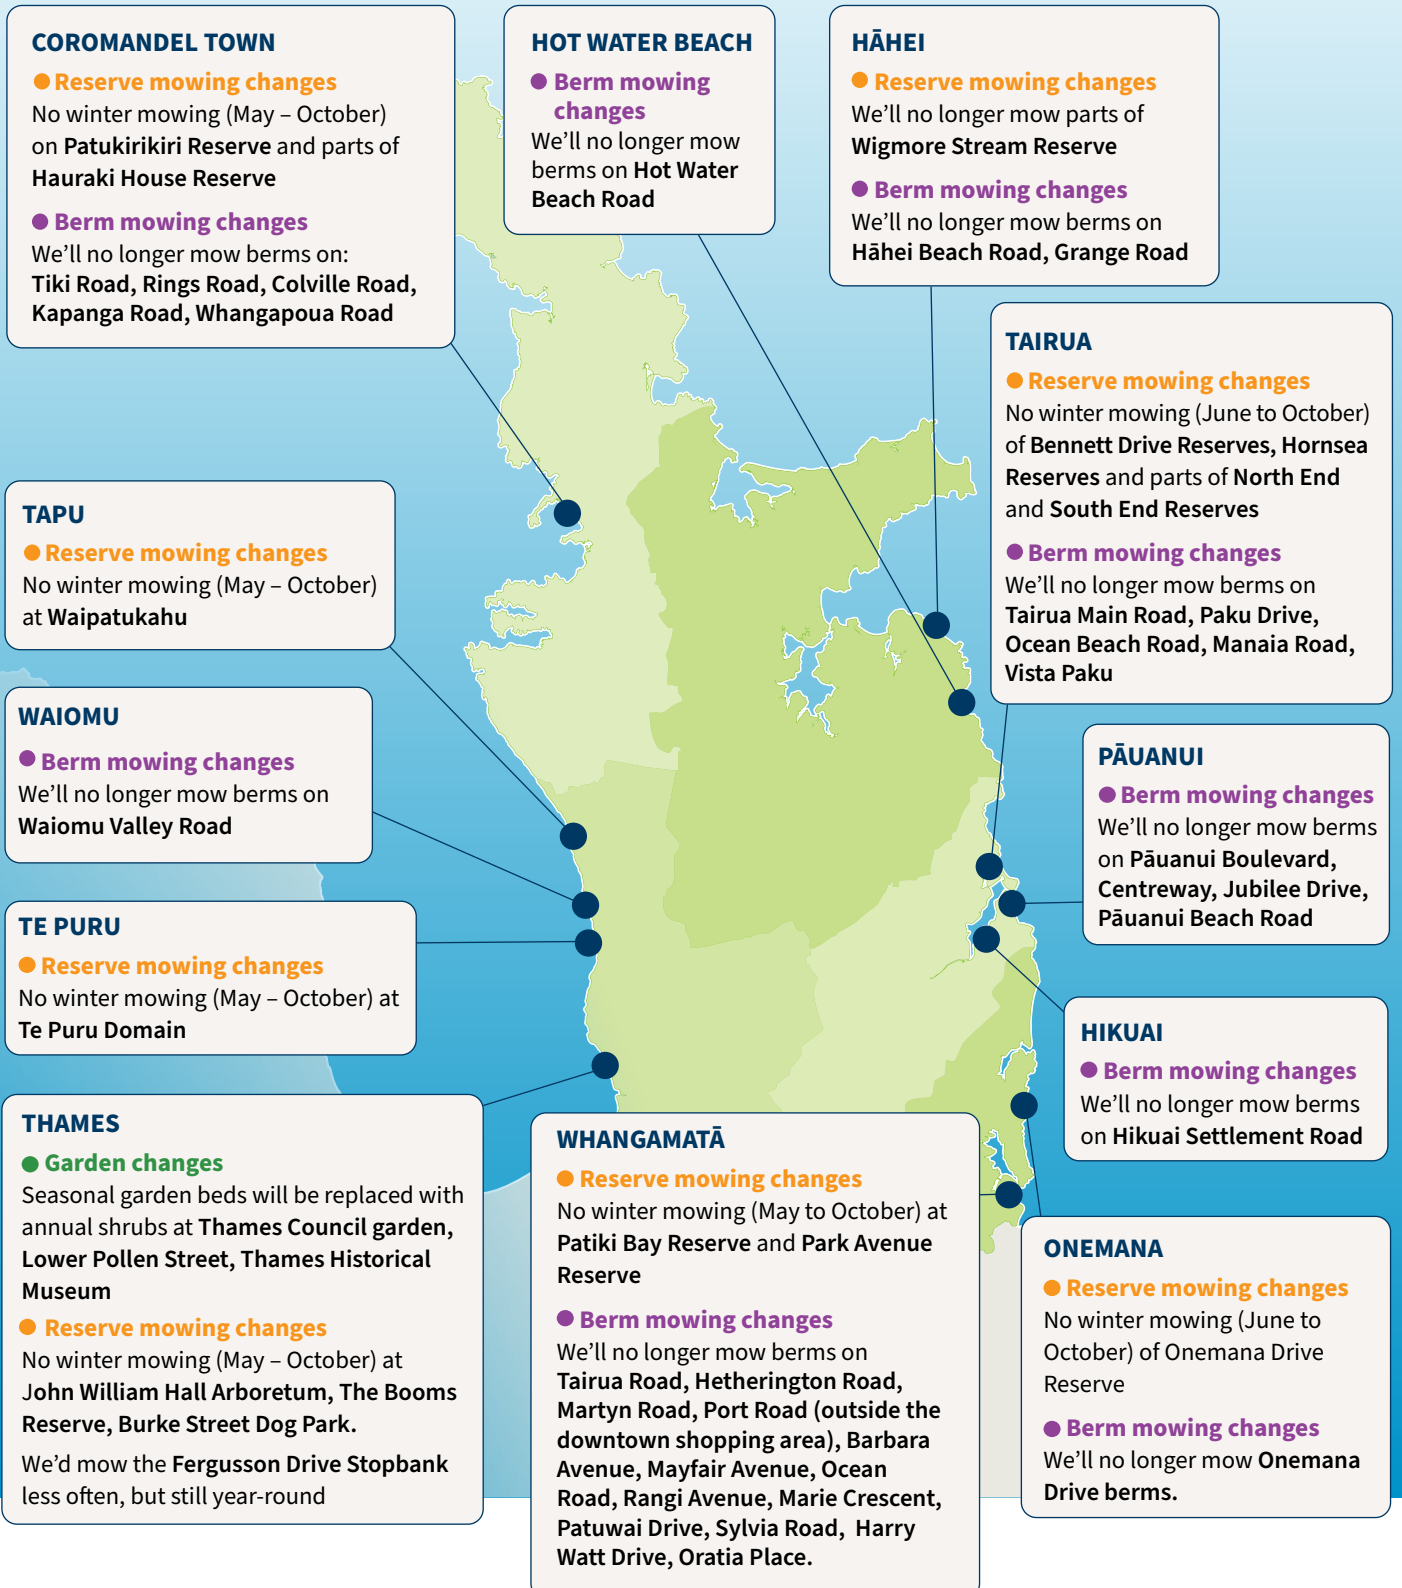 COROMANDEL TOWN
Reserve mowing changes
No winter mowing (May – October)
on Patukirikiri Reserve and parts of
Hauraki House Reserve
Berm mowing changes
We'll no longer mow berms on:
Tiki Road, Rings Road, Colville Road,
Kapanga Road, Whangapoua Road
HOT WATER BEACH
Berm mowing
changes
We'll no longer mow
berms on Hot Water
Beach Road
HĀHEI
Reserve mowing changes
We'll no longer mow parts of
Wigmore Stream Reserve
Berm mowing changes
We'll no longer mow berms on
Hāhei Beach Road, Grange Road
TAIRUA
Reserve mowing changes
No winter mowing (June to October)
of Bennett Drive Reserves, Hornsea
Reserves and parts of North End
and South End Reserves
Berm mowing changes
We'll no longer mow berms on
Tairua Main Road, Paku Drive,
Ocean Beach Road, Manaia Road,
Vista Paku
TAPU
Reserve mowing changes
No winter mowing (May – October)
at Waipatukahu
WAIOMU
Berm mowing changes
We'll no longer mow berms on
Waiomu Valley Road
PĀUANUI
Berm mowing changes
We'll no longer mow berms
on Pāuanui Boulevard,
Centreway, Jubilee Drive,
Pāuanui Beach Road
TE PURU
Reserve mowing changes
No winter mowing (May – October) at
Te Puru Domain
HIKUAI
Berm mowing changes
We'll no longer mow berms
on Hikuai Settlement Road
THAMES
Garden changes
Seasonal garden beds will be replaced with
annual shrubs at Thames Council garden,
Lower Pollen Street, Thames Historical
Museum
Reserve mowing changes
No winter mowing (May – October) at
John William Hall Arboretum, The Booms
Reserve, Burke Street Dog Park.
We'd mow the Fergusson Drive Stopbank
less often, but still year-round
WHANGAMATĀ
Reserve mowing changes
No winter mowing (May to October) at
Patiki Bay Reserve and Park Avenue
Reserve
Berm mowing changes
We'll no longer mow berms on
Tairua Road, Hetherington Road,
Martyn Road, Port Road (outside the
downtown shopping area), Barbara
Avenue, Mayfair Avenue, Ocean
Road, Rangi Avenue, Marie Crescent,
Patuwai Drive, Sylvia Road, Harry
Watt Drive, Oratia Place.
ONEMANA
Reserve mowing changes
No winter mowing (June to
October) of Onemana Drive
Reserve
Berm mowing changes
We'll no longer mow Onemana
Drive berms.